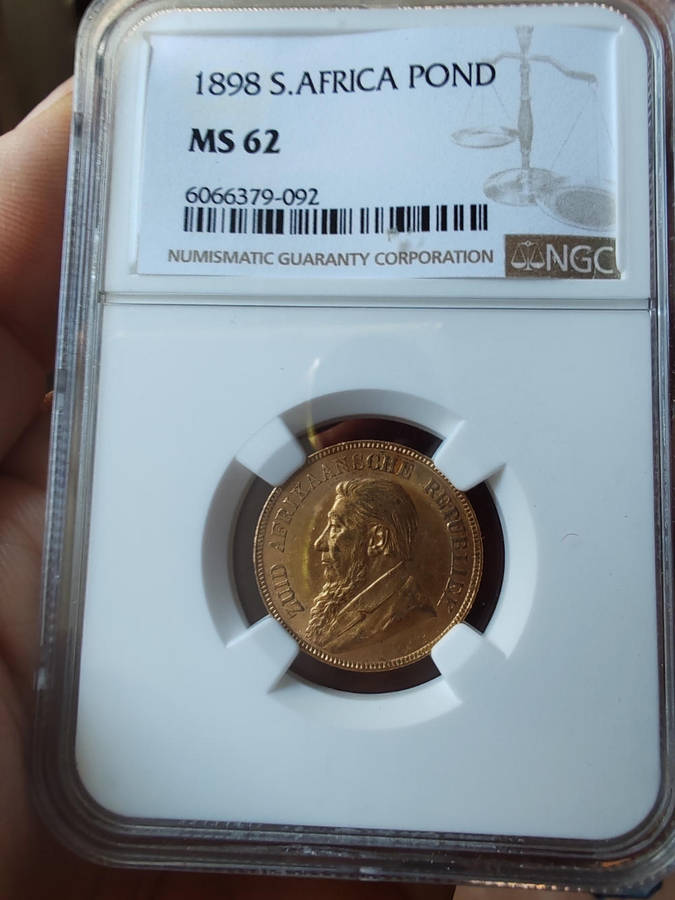 1898 S.AFRICA POND
MS 62
6066379-092
NUMISMATIC GUARANTY CORPORATION
NGC
ZUID AFRIKAANSCHE REPUBLIEK